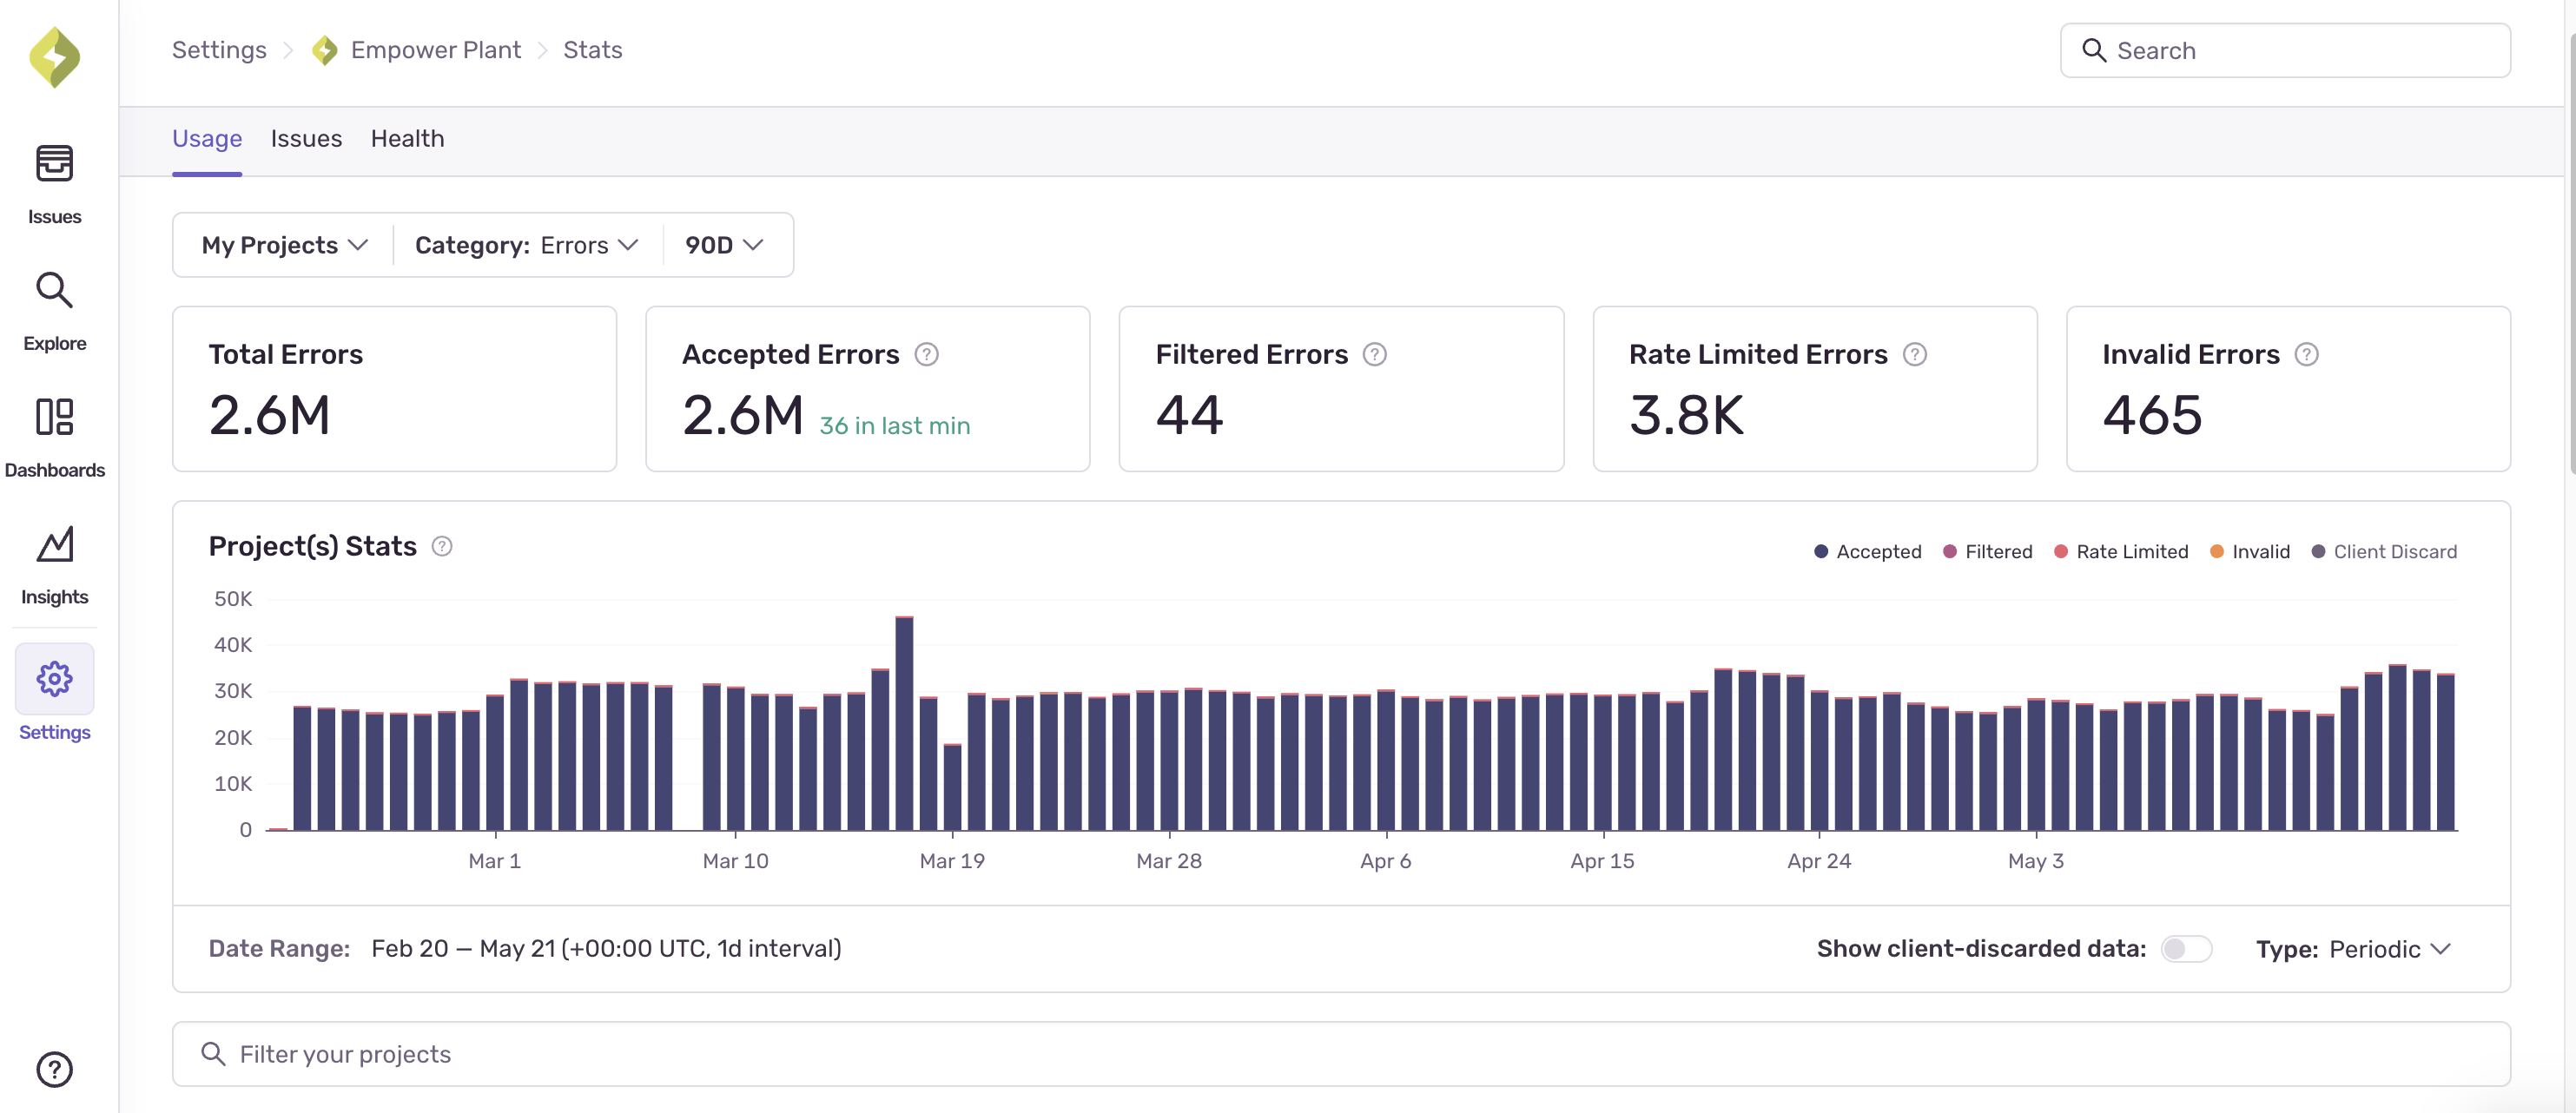 Settings > Empower Plant > Stats
Search
Usage Issues Health
Issues
Explore
Dashboards
Insights
Settings
My Projects Category: Errors 90D
Total Errors
2.6M
Accepted Errors ?
2.6M 36 in last min
Filtered Errors ?
44
Rate Limited Errors ?
3.8K
Invalid Errors ?
465
Project(s) Stats ?
Accepted Filtered Rate Limited Invalid Client Discard
50K
40K
30K
20K
10K
0
Mar 1 Mar 10 Mar 19 Mar 28 Apr 6 Apr 15 Apr 24 May 3
Date Range: Feb 20 — May 21 (+00:00 UTC, 1d interval)
Show client-discarded data: Type: Periodic
Filter your projects
?